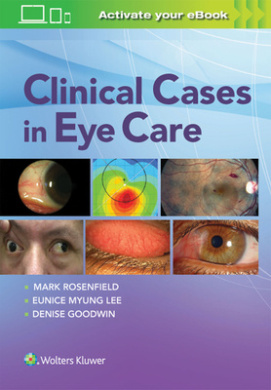 Activate your eBook
Clinical Cases
in Eye Care
MARK ROSENFIELD
EUNICE MYUNG LEE
DENISE GOODWIN
Wolters Kluwer